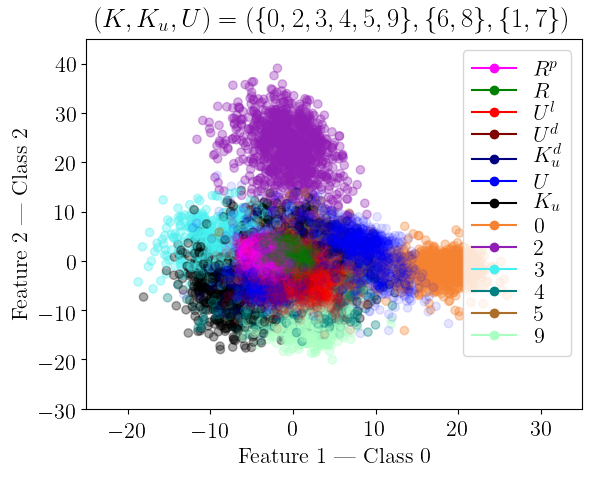 (K, K_u, U) = ({0, 2, 3, 4, 5, 9}, {6, 8}, {1, 7})
R^p
R
U^l
U^d
K_u^d
U
K_u
0
2
3
4
5
9
40
30
20
10
0
−10
−20
−30
Feature 2 — Class 2
−20 −10 0 10 20 30
Feature 1 — Class 0